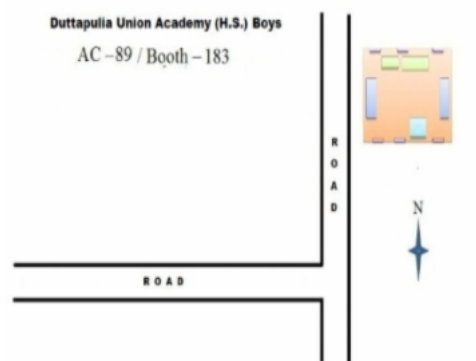 Duttapulia Union Academy (H.S.) Boys
AC – 89 / Booth – 183
ROAD
N
ROAD